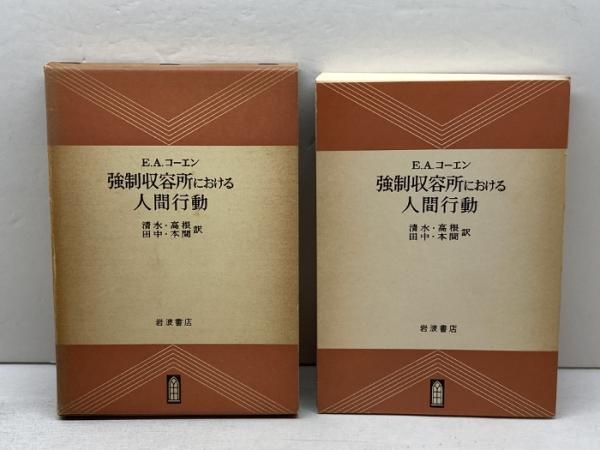 E.A.コーエン
強制収容所における
人間行動
清水・高根
田中・本間 訳
岩波書店
E.A.コーエン
強制収容所における
人間行動
清水・高根
田中・本間 訳
岩波書店